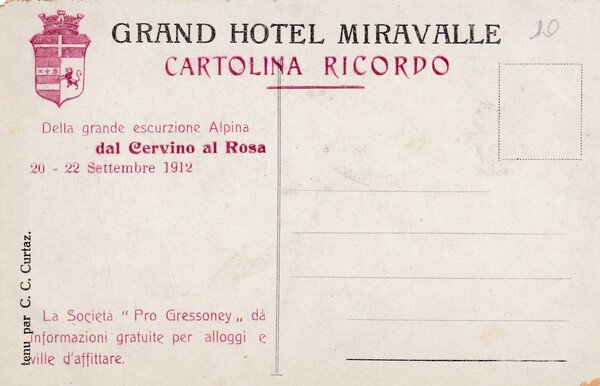 GRAND HOTEL MIRAVALLE
CARTOLINA RICORDO
Della grande escurzione Alpina
dal Cervino al Rosa
20 - 22 Settembre 1912
tenu par C. C. Curtaz.
La Società " Pro Gressoney „ dà
informazioni gratuite per alloggi e
ville d'affittare.